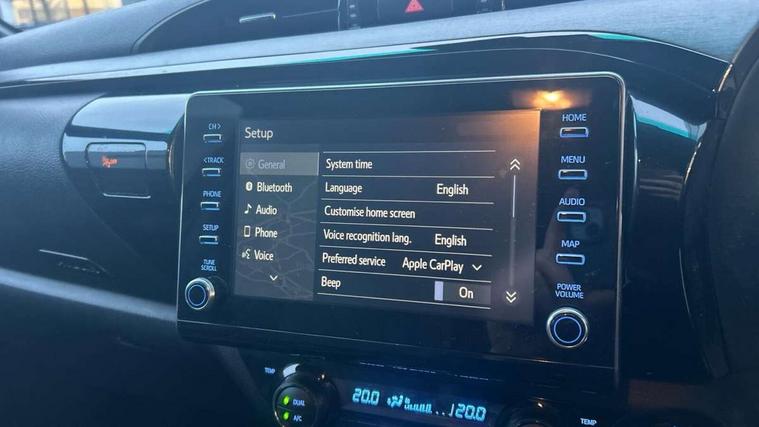 CH>
<TRACK
PHONE
SETUP
TUNE
SCROLL
Setup
General
Bluetooth
Audio
Phone
Voice
System time
Language English
Customise home screen
Voice recognition lang. English
Preferred service Apple CarPlay
Beep On
HOME
MENU
AUDIO
MAP
POWER
VOLUME
TEMP
DUAL
A/C
20.0 20.0
TEMP